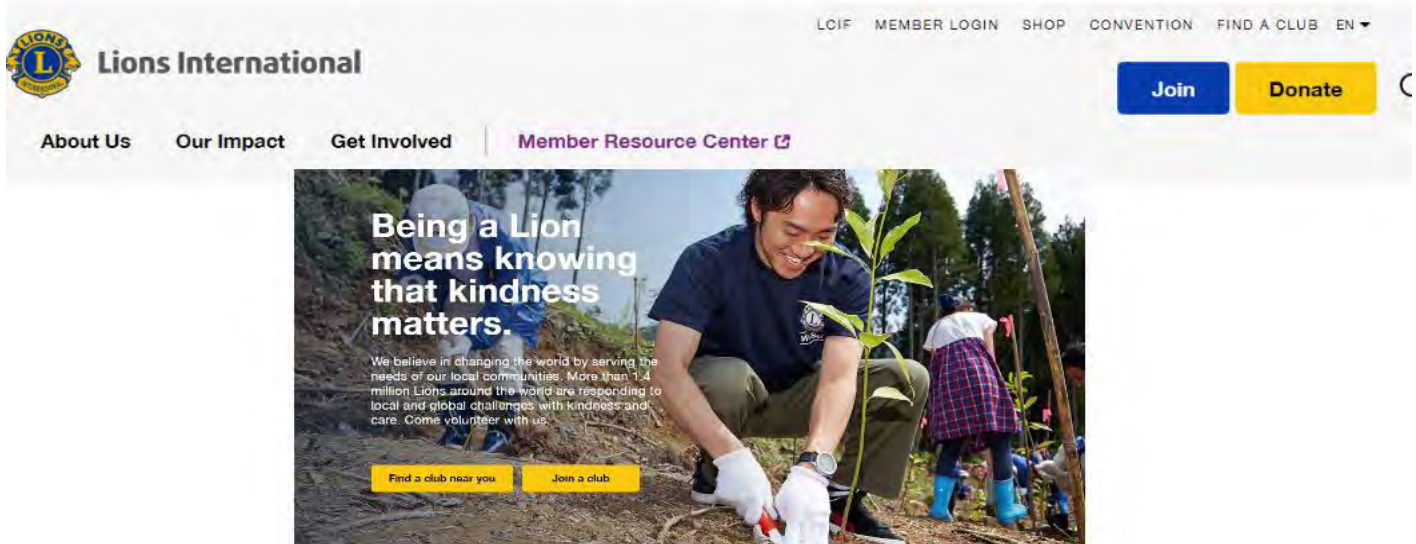 LCIF MEMBER LOGIN SHOP CONVENTION FIND A CLUB EN
LIONS
L
INTERNATIONAL
Lions International
Join
Donate
About Us Our Impact Get Involved Member Resource Center
Being a Lion
means knowing
that kindness
matters.
We believe in changing the world by serving the
needs of our local communities. More than 1.4
million Lions around the world are responding to
local and global challenges with kindness and
care. Come volunteer with us.
Find a club near you
Join a club